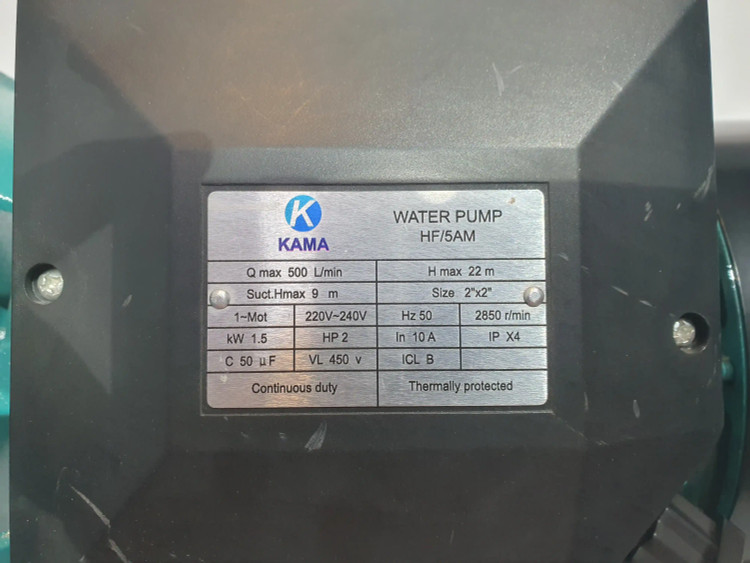 K
KAMA
WATER PUMP
HF/5AM
Q max 500 L/min H max 22 m
Suct.Hmax 9 m Size 2"x2"
1~Mot 220V~240V Hz 50 2850 r/min
kW 1.5 HP 2 In 10 A IP X4
C 50 uF VL 450 v ICL B
Continuous duty Thermally protected